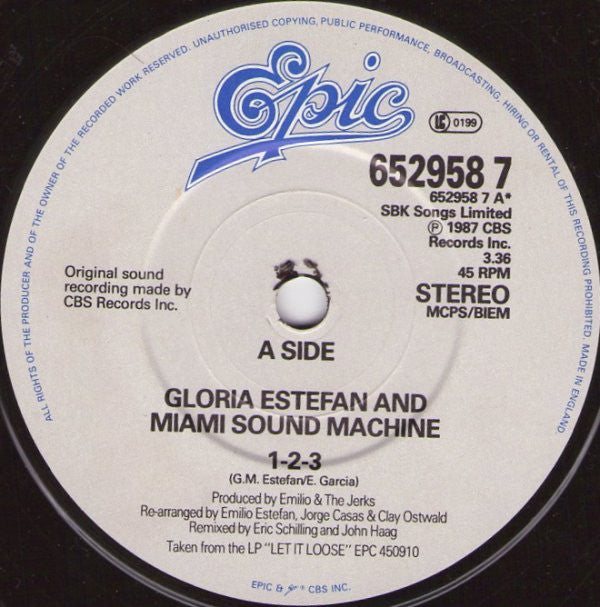 ALL RIGHTS OF THE PRODUCER AND OF THE OWNER OF THE RECORDED WORK RESERVED. UNAUTHORISED COPYING, PUBLIC PERFORMANCE, BROADCASTING, HIRING OR RENTAL OF THIS RECORDING PROHIBITED. MADE IN ENGLAND.
Epic
LC 0199
652958 7
652958 7 A*
SBK Songs Limited
℗ 1987 CBS
Records Inc.
3.36
45 RPM
STEREO
MCPS/BIEM
Original sound
recording made by
CBS Records Inc.
A SIDE
GLORIA ESTEFAN AND
MIAMI SOUND MACHINE
1-2-3
(G.M. Estefan/E. Garcia)
Produced by Emilio & The Jerks
Re-arranged by Emilio Estefan, Jorge Casas & Clay Ostwald
Remixed by Eric Schilling and John Haag
Taken from the LP "LET IT LOOSE" EPC 450910
EPIC & CBS INC.